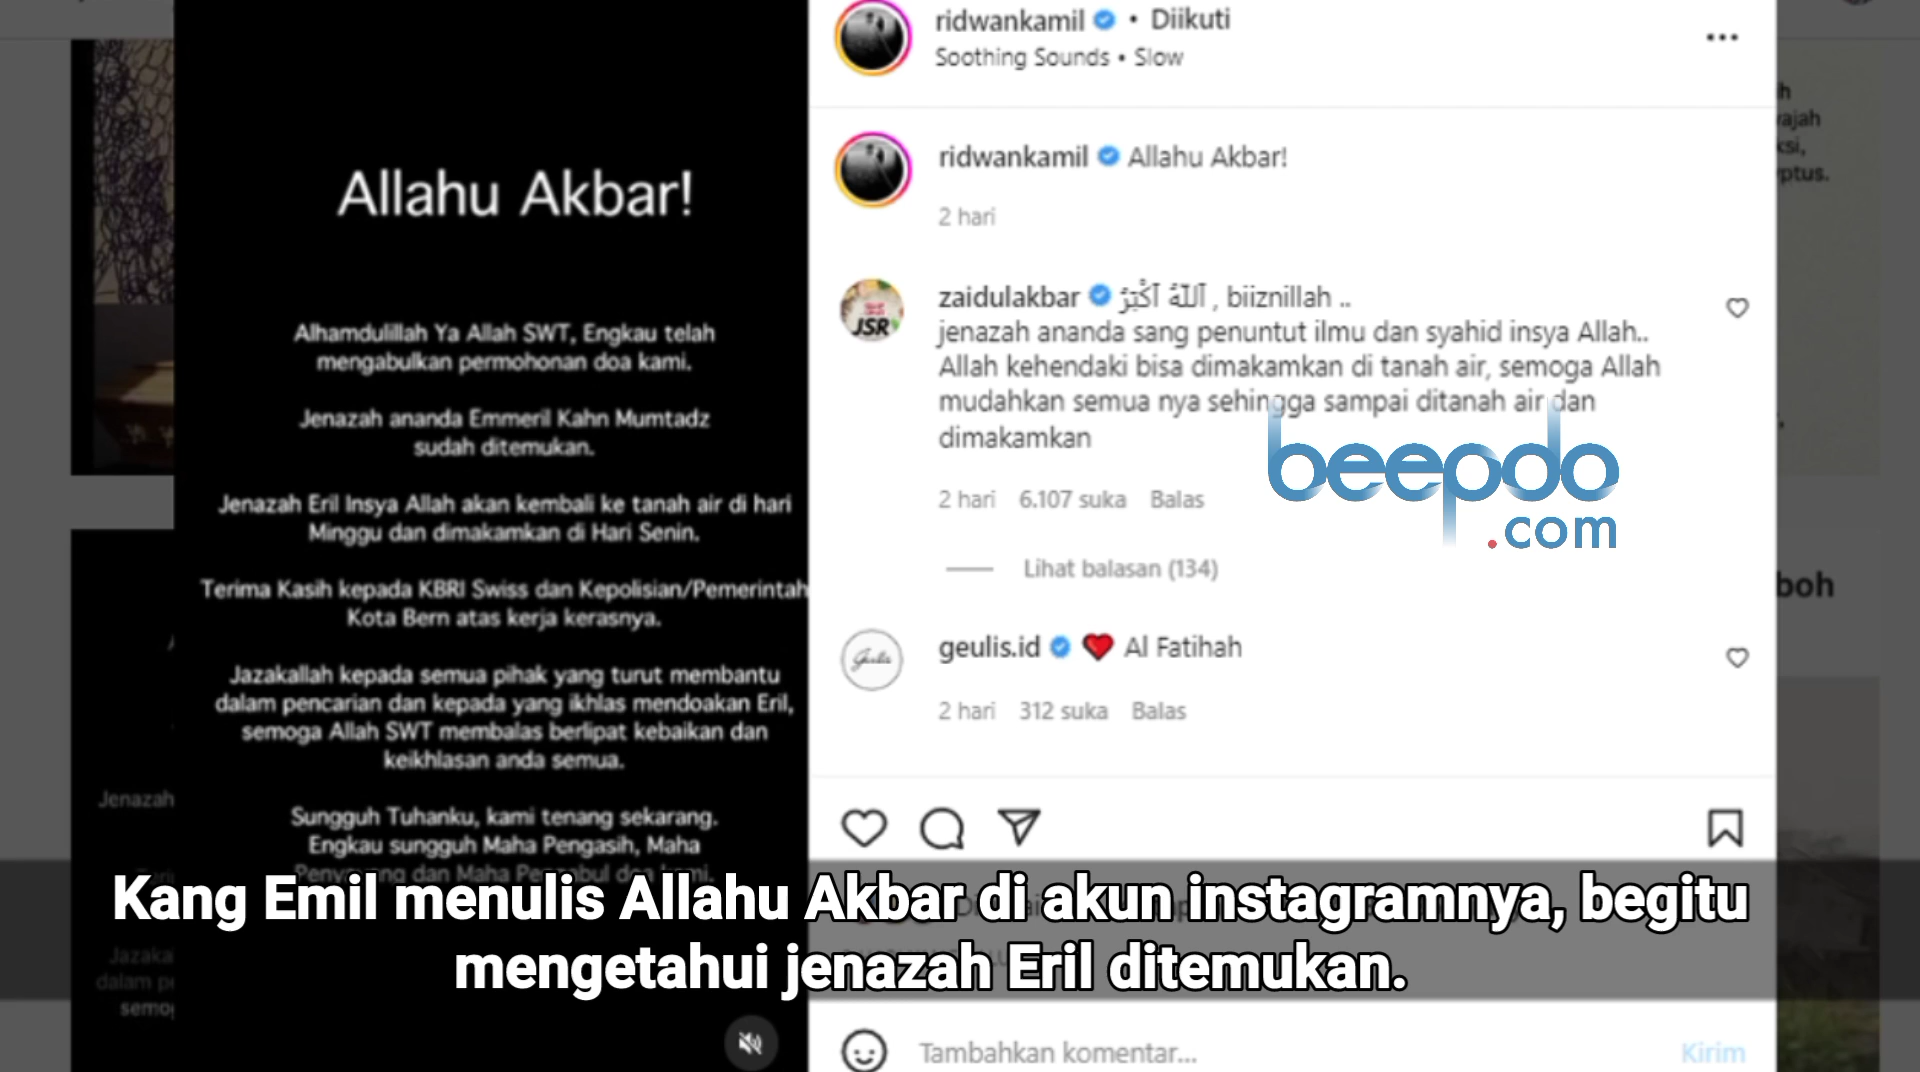 Allahu Akbar!
Alhamdulillah Ya Allah SWT, Engkau telah
mengabulkan permohonan doa kami.
Jenazah ananda Emmeril Kahn Mumtadz
sudah ditemukan.
Jenazah Eril Insya Allah akan kembali ke tanah air di hari
Minggu dan dimakamkan di Hari Senin.
Terima Kasih kepada KBRI Swiss dan Kepolisian/Pemerintah
Kota Bern atas kerja kerasnya.
Jazakallah kepada semua pihak yang turut membantu
dalam pencarian dan kepada yang ikhlas mendoakan Eril,
semoga Allah SWT membalas berlipat kebaikan dan
keikhlasan anda semua.
Sungguh Tuhanku, kami tenang sekarang.
Engkau sungguh Maha Pengasih, Maha
ridwankamil • Diikuti
Soothing Sounds • Slow
ridwankamil Allahu Akbar!
2 hari
zaidulakbar اَللّٰهُ اَكْبَرُ , biiznillah ..
jenazah ananda sang penuntut ilmu dan syahid insya Allah..
Allah kehendaki bisa dimakamkan di tanah air, semoga Allah
mudahkan semua nya sehingga sampai ditanah air dan
dimakamkan
2 hari 6.107 suka Balas
Lihat balasan (134)
JSR
geulis.id ❤️ Al Fatihah
2 hari 312 suka Balas
Geulis
beepdo
.com
Kang Emil menulis Allahu Akbar di akun instagramnya, begitu
mengetahui jenazah Eril ditemukan.
Tambahkan komentar...
Kirim
Jenazah
boh